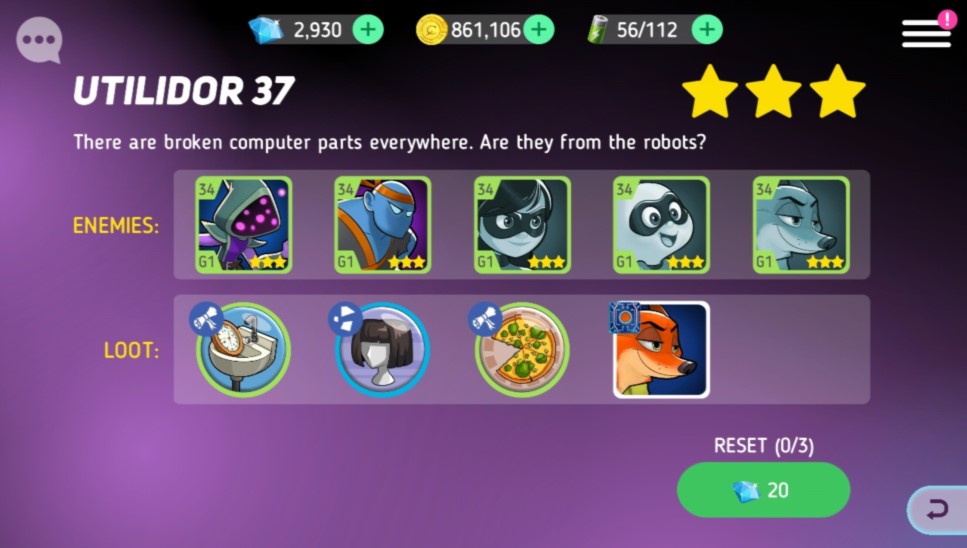 2,930
861,106
56/112
!
UTILIDOR 37
There are broken computer parts everywhere. Are they from the robots?
ENEMIES:
34 34 34 34 34
G1 G1 G1 G1 G1
LOOT:
RESET (0/3)
20